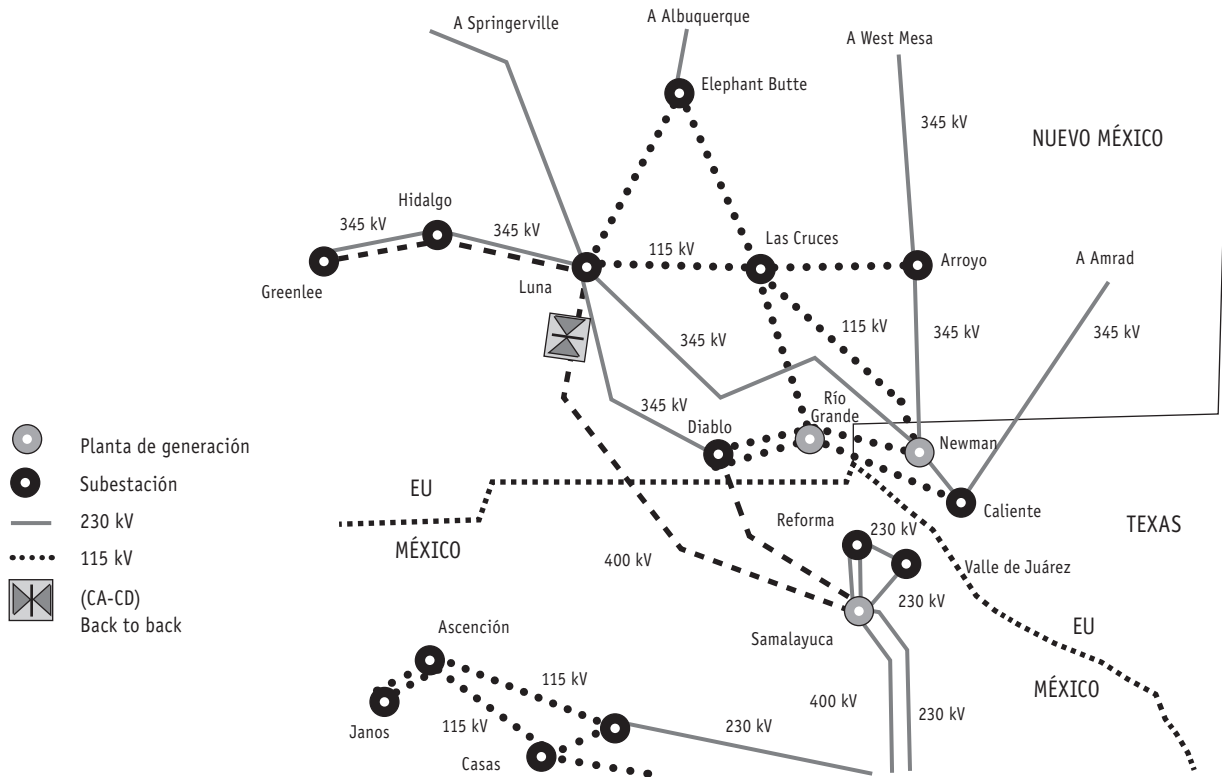 A Springerville
A Albuquerque
A West Mesa
Elephant Butte
345 kV
NUEVO MÉXICO
Hidalgo
345 kV
345 kV
Las Cruces
115 kV
Arroyo
A Amrad
Greenlee
Luna
115 kV
345 kV
345 kV
345 kV
345 kV
Río
Grande
Diablo
Newman
Planta de generación
Subestación
230 kV
115 kV
(CA-CD)
Back to back
EU
MÉXICO
400 kV
Reforma
230 kV
Caliente
TEXAS
Valle de Juárez
230 kV
Samalayuca
EU
MÉXICO
Ascención
115 kV
400 kV
230 kV
Janos
115 kV
230 kV
Casas